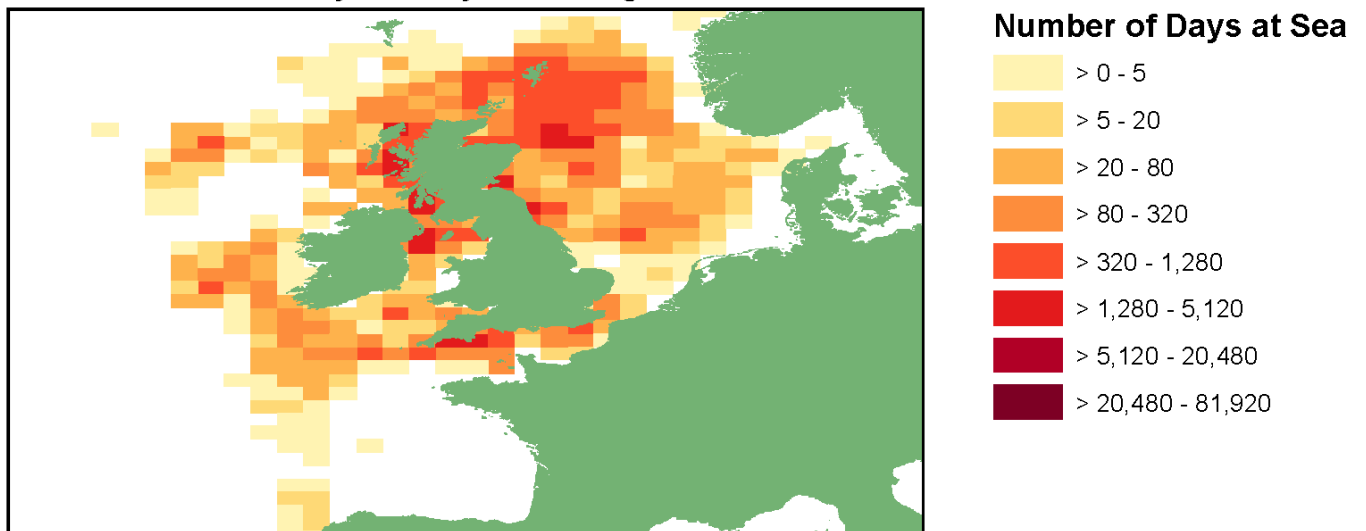 Number of Days at Sea
> 0 - 5
> 5 - 20
> 20 - 80
> 80 - 320
> 320 - 1,280
> 1,280 - 5,120
> 5,120 - 20,480
> 20,480 - 81,920